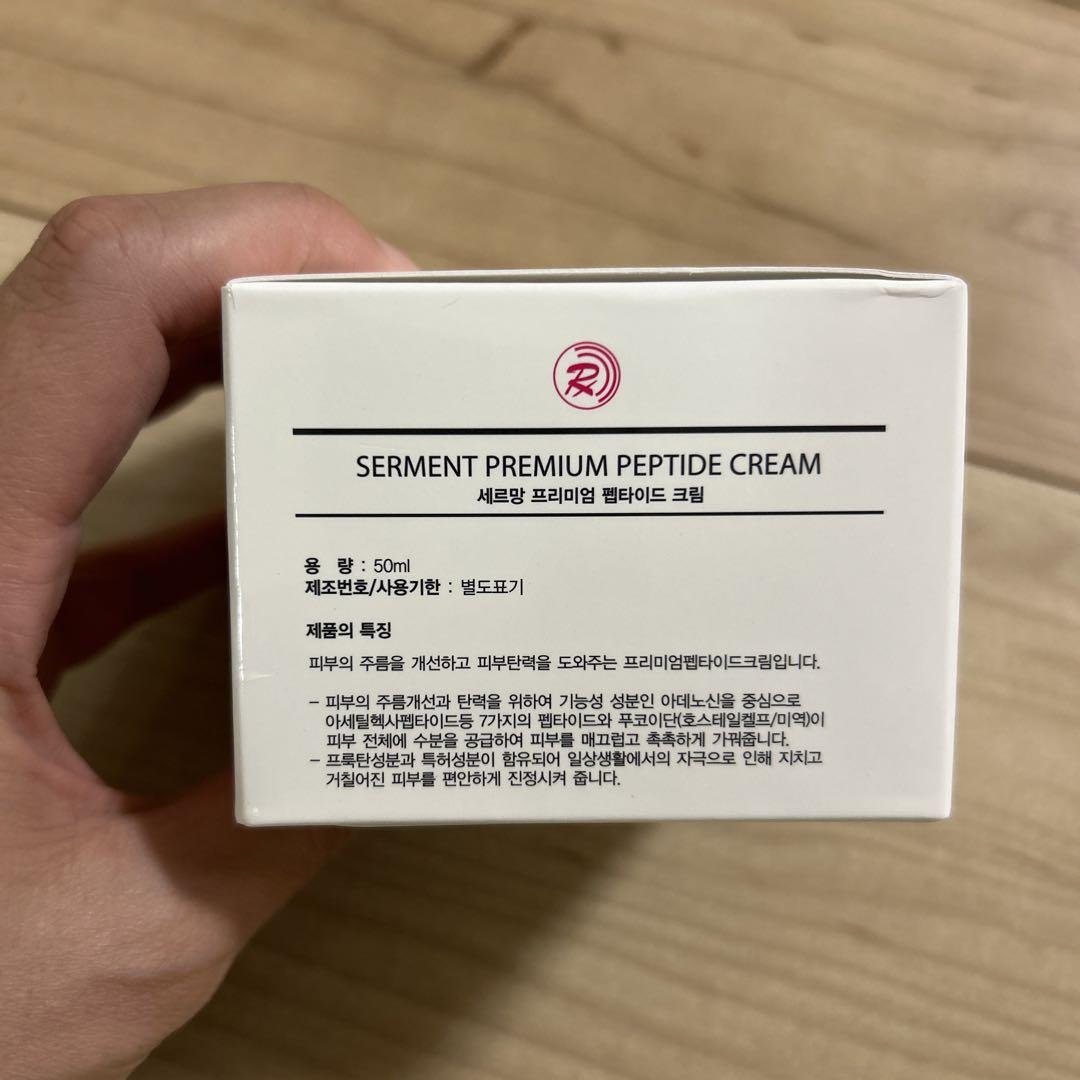 Rx
SERMENT PREMIUM PEPTIDE CREAM
세르망 프리미엄 펩타이드 크림
용 량 : 50ml
제조번호/사용기한 : 별도표기
제품의 특징
피부의 주름을 개선하고 피부탄력을 도와주는 프리미엄펩타이드크림입니다.
- 피부의 주름개선과 탄력을 위하여 기능성 성분인 아데노신을 중심으로
아세틸헥사펩타이드등 7가지의 펩타이드와 푸코이단(호스테일켈프/미역)이
피부 전체에 수분을 공급하여 피부를 매끄럽고 촉촉하게 가꿔줍니다.
- 프룩탄성분과 특허성분이 함유되어 일상생활에서의 자극으로 인해 지치고
거칠어진 피부를 편안하게 진정시켜 줍니다.